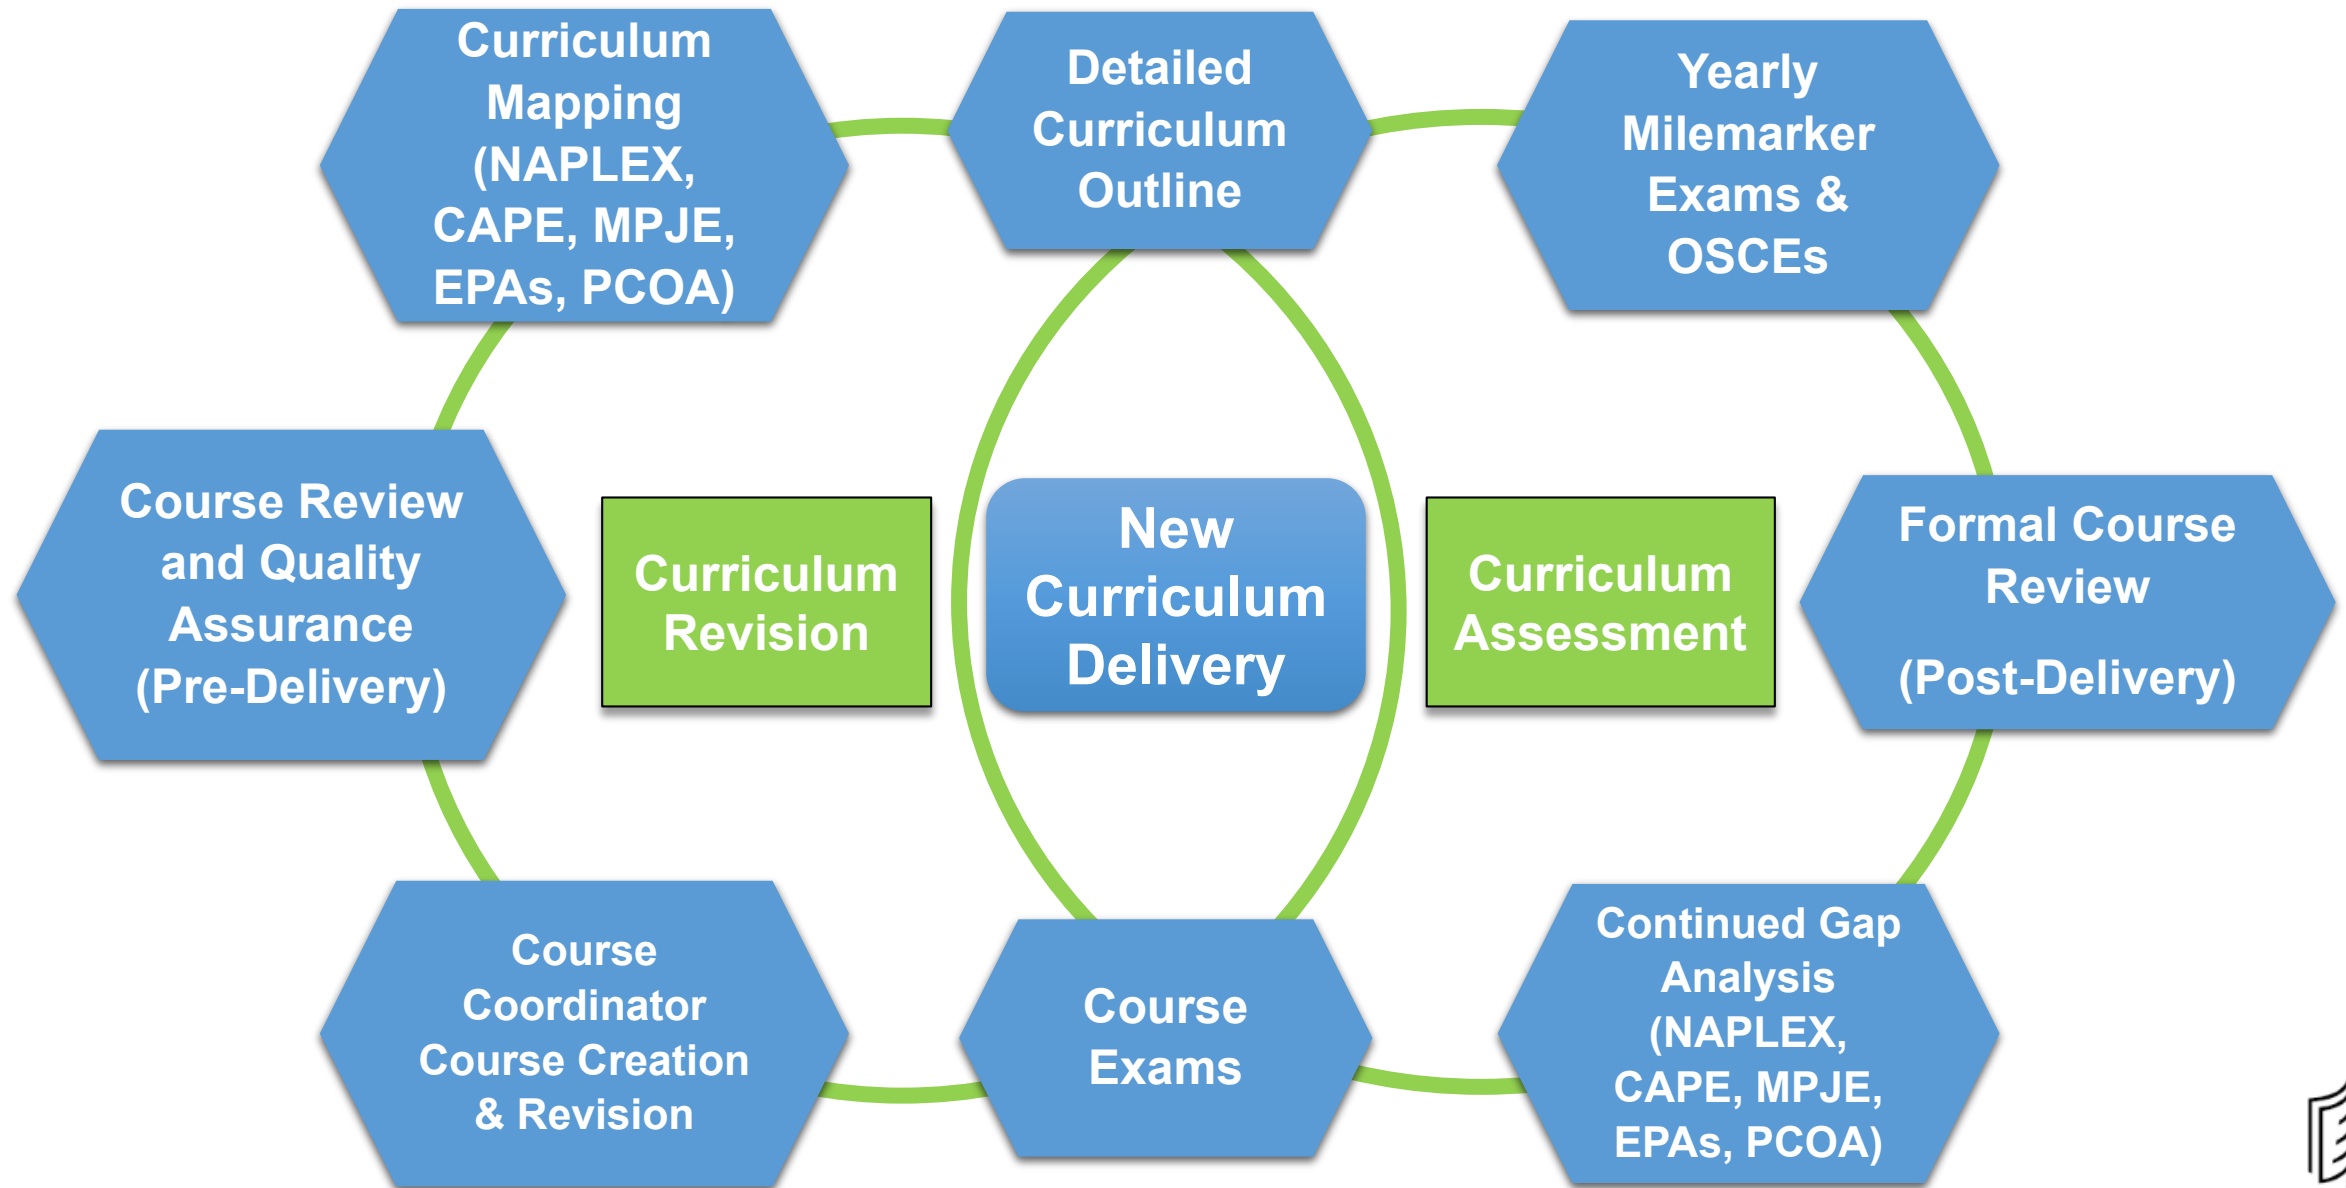 Curriculum
Mapping
(NAPLEX,
CAPE, MPJE,
EPAs, PCOA)
Detailed
Curriculum
Outline
Yearly
Milemarker
Exams &
OSCEs
Course Review
and Quality
Assurance
(Pre-Delivery)
Curriculum
Revision
New
Curriculum
Delivery
Curriculum
Assessment
Formal Course
Review
(Post-Delivery)
Course
Coordinator
Course Creation
& Revision
Course
Exams
Continued Gap
Analysis
(NAPLEX,
CAPE, MPJE,
EPAs, PCOA)